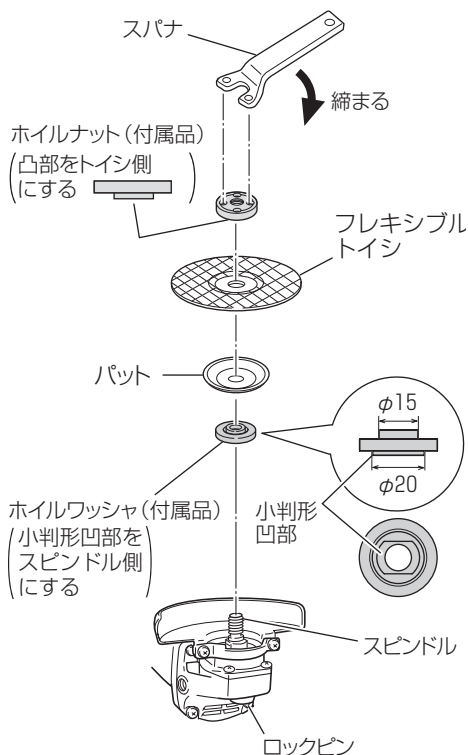 スパナ
締まる
ホイルナット（付属品）
（凸部をトイシ側
にする）
フレキシブル
トイシ
パット
φ15
φ20
ホイルワッシャ（付属品）
（小判形凹部を
スピンドル側
にする）
小判形
凹部
スピンドル
ロックピン